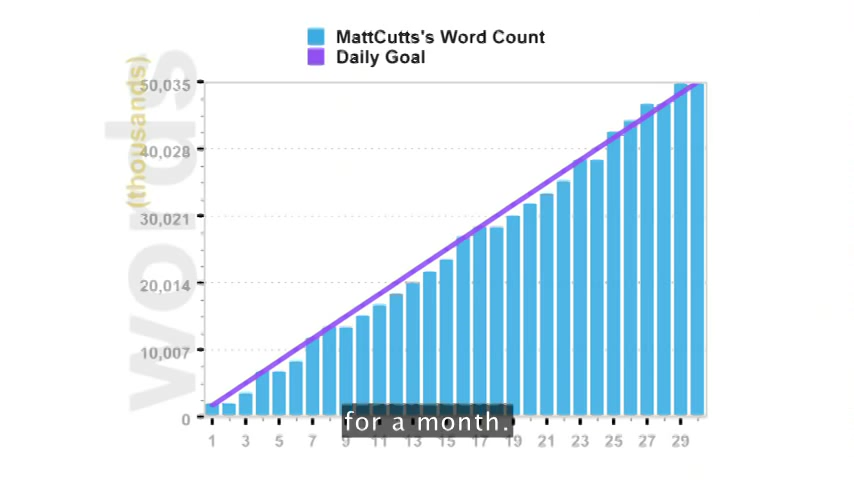 MattCutts's Word Count
Daily Goal
words
(thousands)
50,035
40,028
30,021
20,014
10,007
0
1 3 5 7 9 11 13 15 17 19 21 23 25 27 29
for a month.